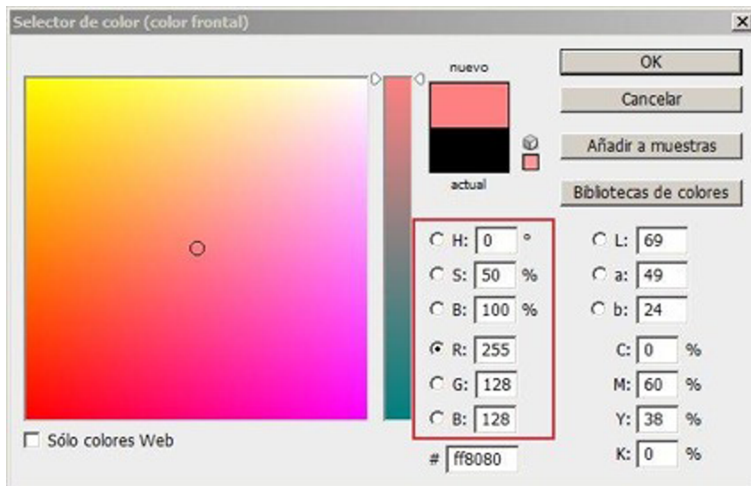 Selector de color (color frontal)
nuevo
actual
OK
Cancelar
Añadir a muestras
Bibliotecas de colores
H: 0 °
S: 50 %
B: 100 %
R: 255
G: 128
B: 128
# ff8080
L: 69
a: 49
b: 24
C: 0 %
M: 60 %
Y: 38 %
K: 0 %
Sólo colores Web